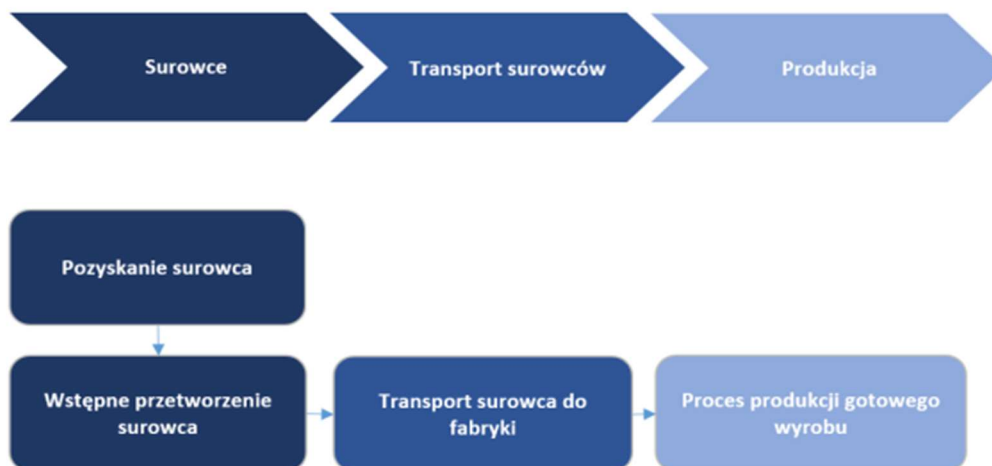 Surowce
Transport surowców
Produkcja
Pozyskanie surowca
Wstępne przetworzenie
surowca
Transport surowca do
fabryki
Proces produkcji gotowego
wyrobu